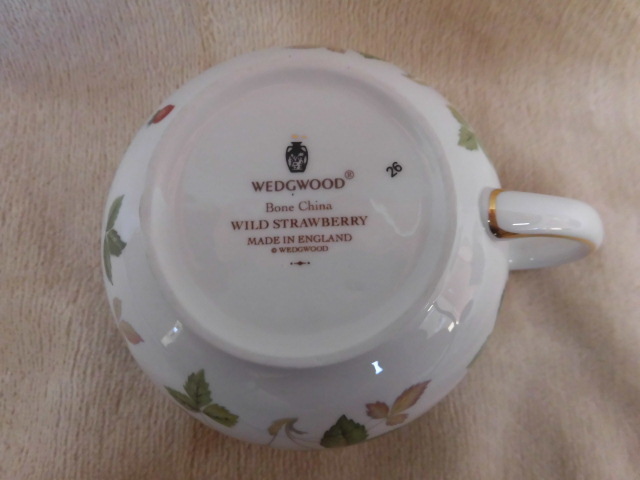 WEDGWOOD®
Bone China
WILD STRAWBERRY
MADE IN ENGLAND
© WEDGWOOD
26